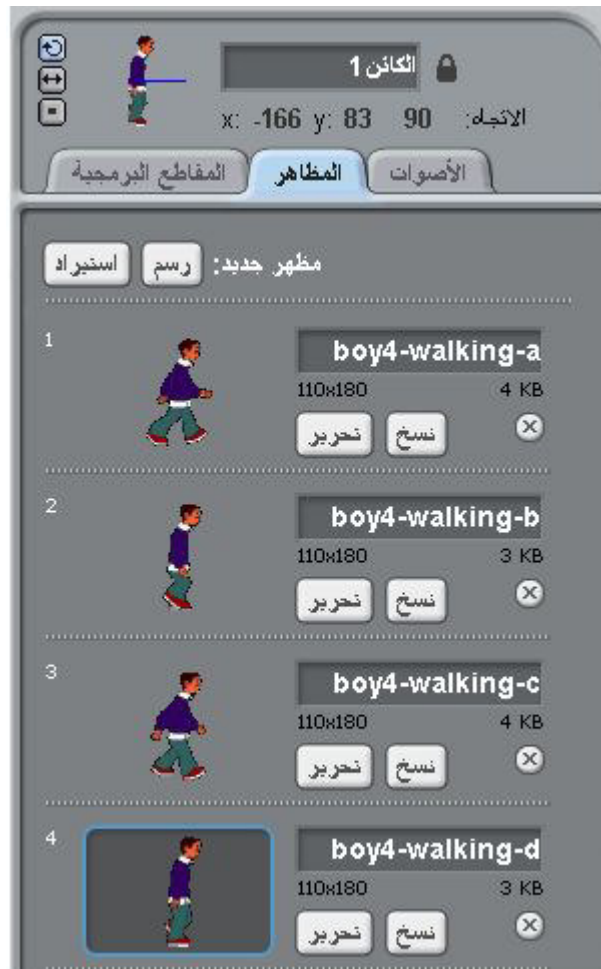 الكائن 1
x: -166 y: 83 90 الاتجاه:
الأصوات المظاهر المقاطع البرمجية
مظهر جديد: رسم استيراد
1
boy4-walking-a
110x180 4 KB
تحرير نسخ
2
boy4-walking-b
110x180 3 KB
تحرير نسخ
3
boy4-walking-c
110x180 4 KB
تحرير نسخ
4
boy4-walking-d
110x180 3 KB
تحرير نسخ